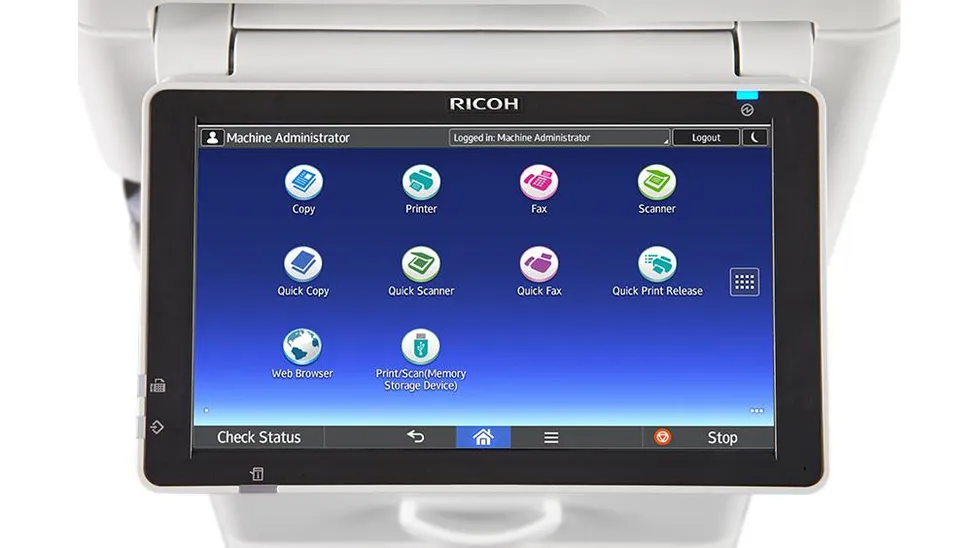 RICOH
Machine Administrator
Logged in: Machine Administrator
Logout
Copy
Printer
Fax
Scanner
Quick Copy
Quick Scanner
Quick Fax
Quick Print Release
Web Browser
Print/Scan(Memory
Storage Device)
Check Status
Stop